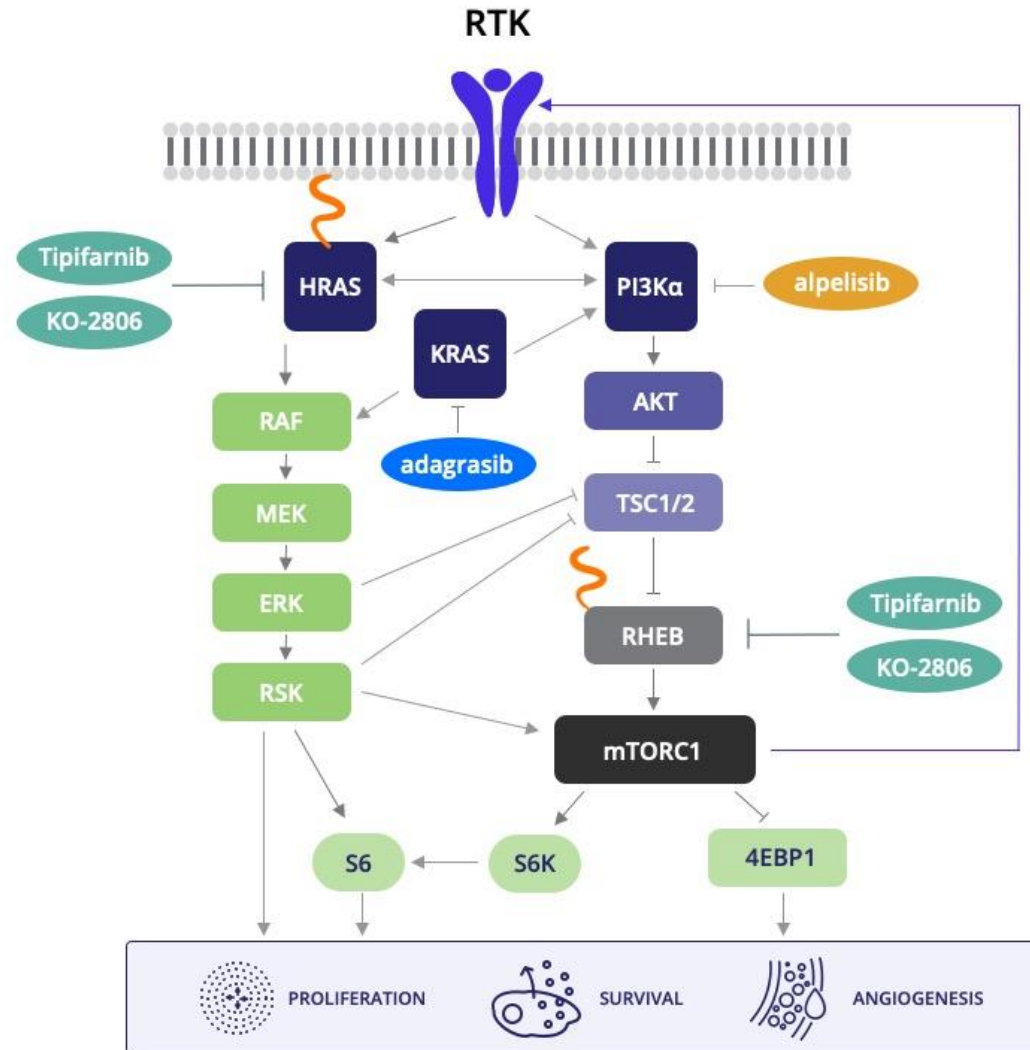 RTK
Tipifarnib
KO-2806
HRAS
PI3Kα
alpelisib
KRAS
RAF
AKT
adagrasib
MEK
TSC1/2
ERK
Tipifarnib
RHEB
KO-2806
RSK
mTORC1
S6
S6K
4EBP1
PROLIFERATION
SURVIVAL
ANGIOGENESIS